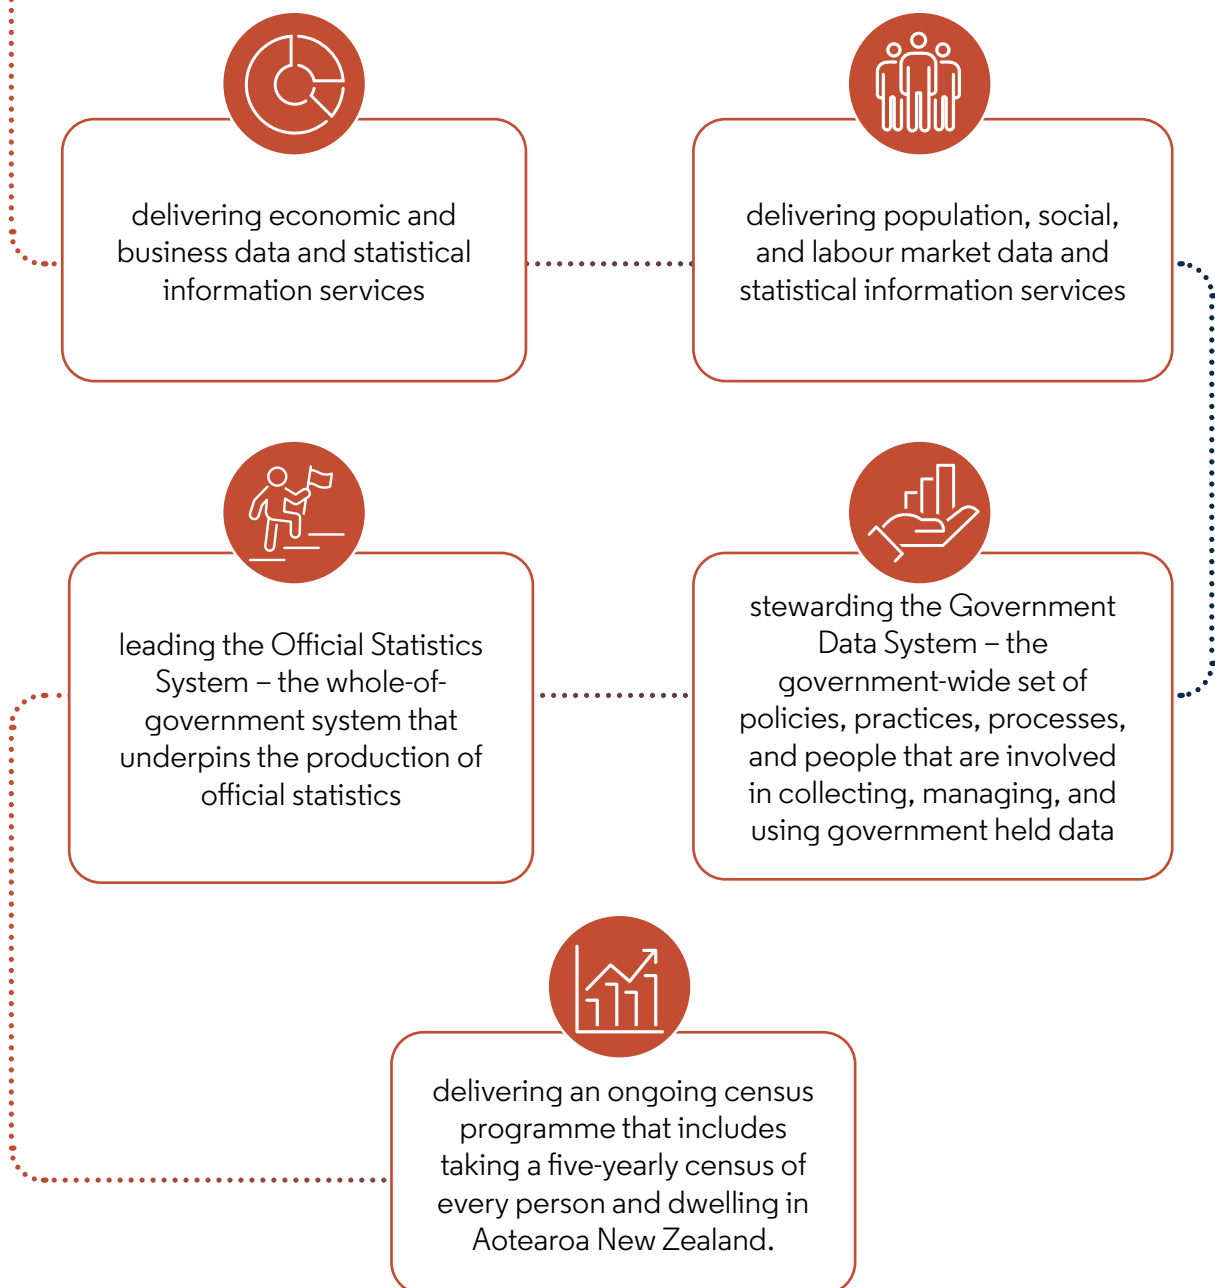 delivering economic and
business data and statistical
information services
delivering population, social,
and labour market data and
statistical information services
stewarding the Government
Data System – the
government-wide set of
policies, practices, processes,
and people that are involved
in collecting, managing, and
using government held data
leading the Official Statistics
System – the whole-of-
government system that
underpins the production of
official statistics
delivering an ongoing census
programme that includes
taking a five-yearly census of
every person and dwelling in
Aotearoa New Zealand.